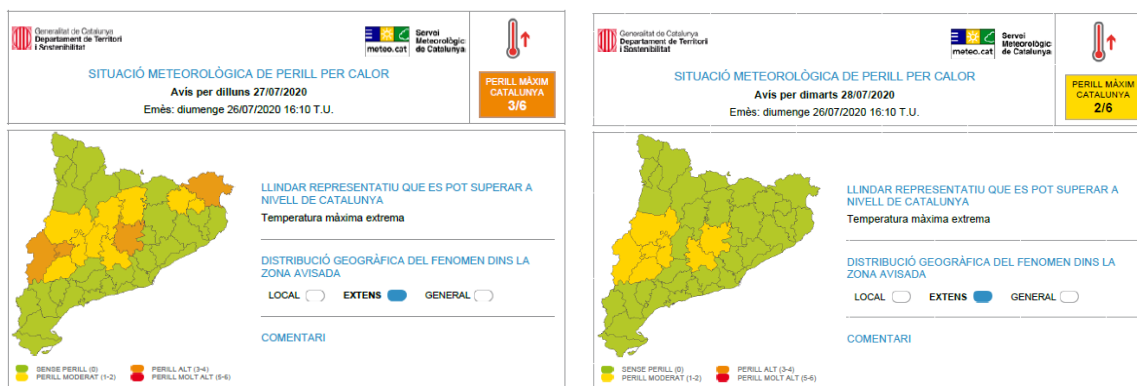 Generalitat de Catalunya
Departament de Territori
i Sostenibilitat
meteo.cat
Servei
Meteorològic
de Catalunya
SITUACIÓ METEOROLÒGICA DE PERILL PER CALOR
Avís per dilluns 27/07/2020
Emès: diumenge 26/07/2020 16:10 T.U.
PERILL MÀXIM
CATALUNYA
3/6
LLINDAR REPRESENTATIU QUE ES POT SUPERAR A
NIVELL DE CATALUNYA
Temperatura màxima extrema
DISTRIBUCIÓ GEOGRÀFICA DEL FENOMEN DINS LA
ZONA AVISADA
LOCAL EXTENS GENERAL
COMENTARI
SENSE PERILL (0) PERILL ALT (3-4)
PERILL MODERAT (1-2) PERILL MOLT ALT (5-6)
Generalitat de Catalunya
Departament de Territori
i Sostenibilitat
meteo.cat
Servei
Meteorològic
de Catalunya
SITUACIÓ METEOROLÒGICA DE PERILL PER CALOR
Avís per dimarts 28/07/2020
Emès: diumenge 26/07/2020 16:10 T.U.
PERILL MÀXIM
CATALUNYA
2/6
LLINDAR REPRESENTATIU QUE ES POT SUPERAR A
NIVELL DE CATALUNYA
Temperatura màxima extrema
DISTRIBUCIÓ GEOGRÀFICA DEL FENOMEN DINS LA
ZONA AVISADA
LOCAL EXTENS GENERAL
COMENTARI
SENSE PERILL (0) PERILL ALT (3-4)
PERILL MODERAT (1-2) PERILL MOLT ALT (5-6)